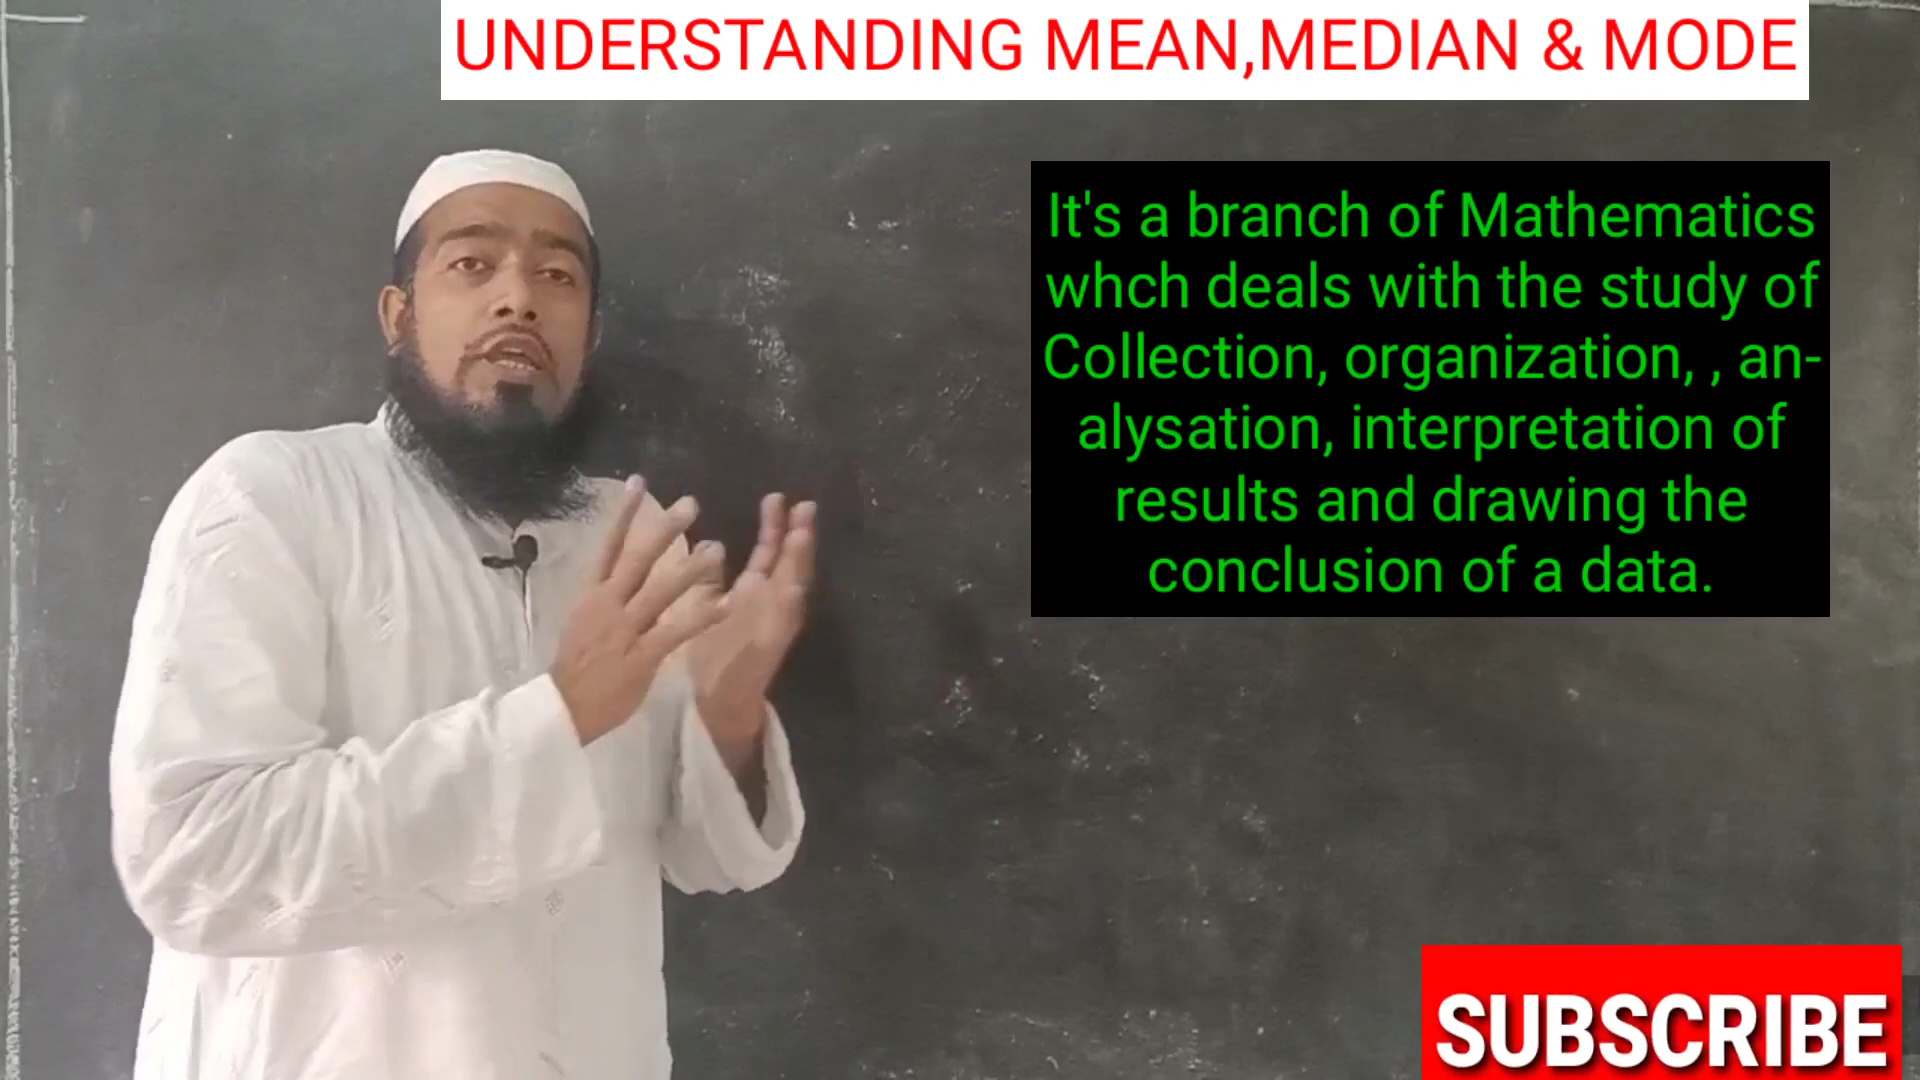 UNDERSTANDING MEAN,MEDIAN & MODE
It's a branch of Mathematics
whch deals with the study of
Collection, organization, , an-
alysation, interpretation of
results and drawing the
conclusion of a data.
SUBSCRIBE